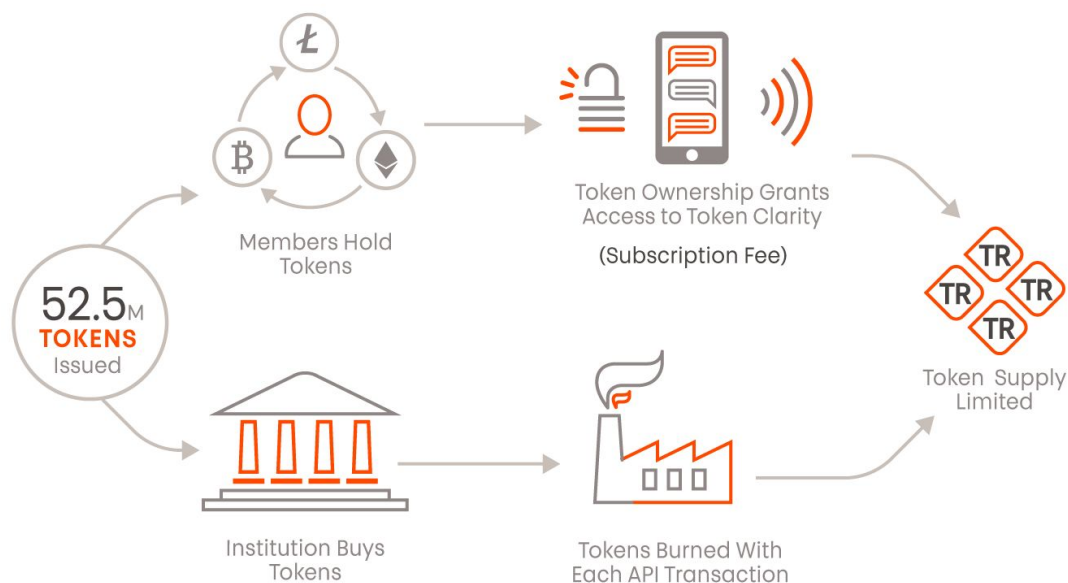 52.5M
TOKENS
Issued
Members Hold
Tokens
Token Ownership Grants
Access to Token Clarity
(Subscription Fee)
Institution Buys
Tokens
Tokens Burned With
Each API Transaction
TR
TR
TR
TR
Token Supply
Limited